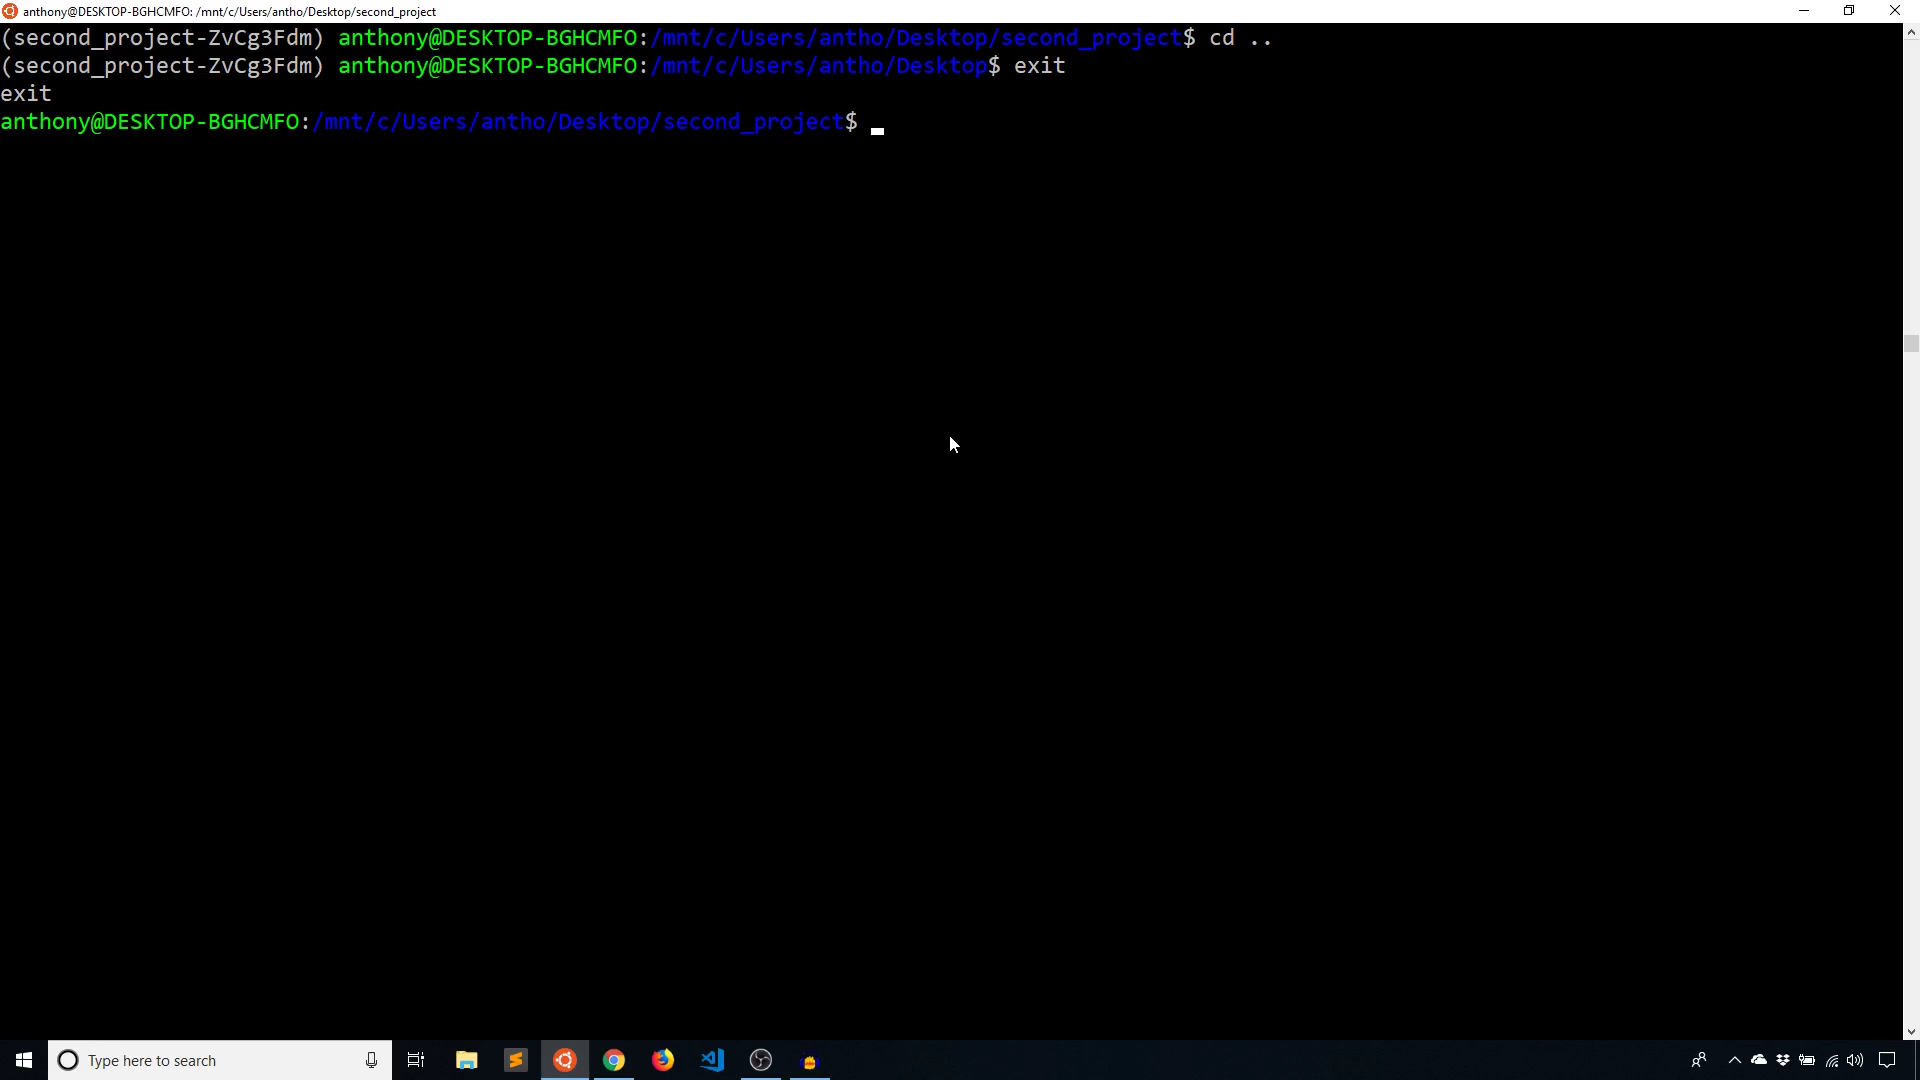 anthony@DESKTOP-BGHCMFO: /mnt/c/Users/antho/Desktop/second_project
(second_project-ZvCg3Fdm) anthony@DESKTOP-BGHCMFO:/mnt/c/Users/antho/Desktop/second_project$ cd ..
(second_project-ZvCg3Fdm) anthony@DESKTOP-BGHCMFO:/mnt/c/Users/antho/Desktop$ exit
exit
anthony@DESKTOP-BGHCMFO:/mnt/c/Users/antho/Desktop/second_project$
Type here to search